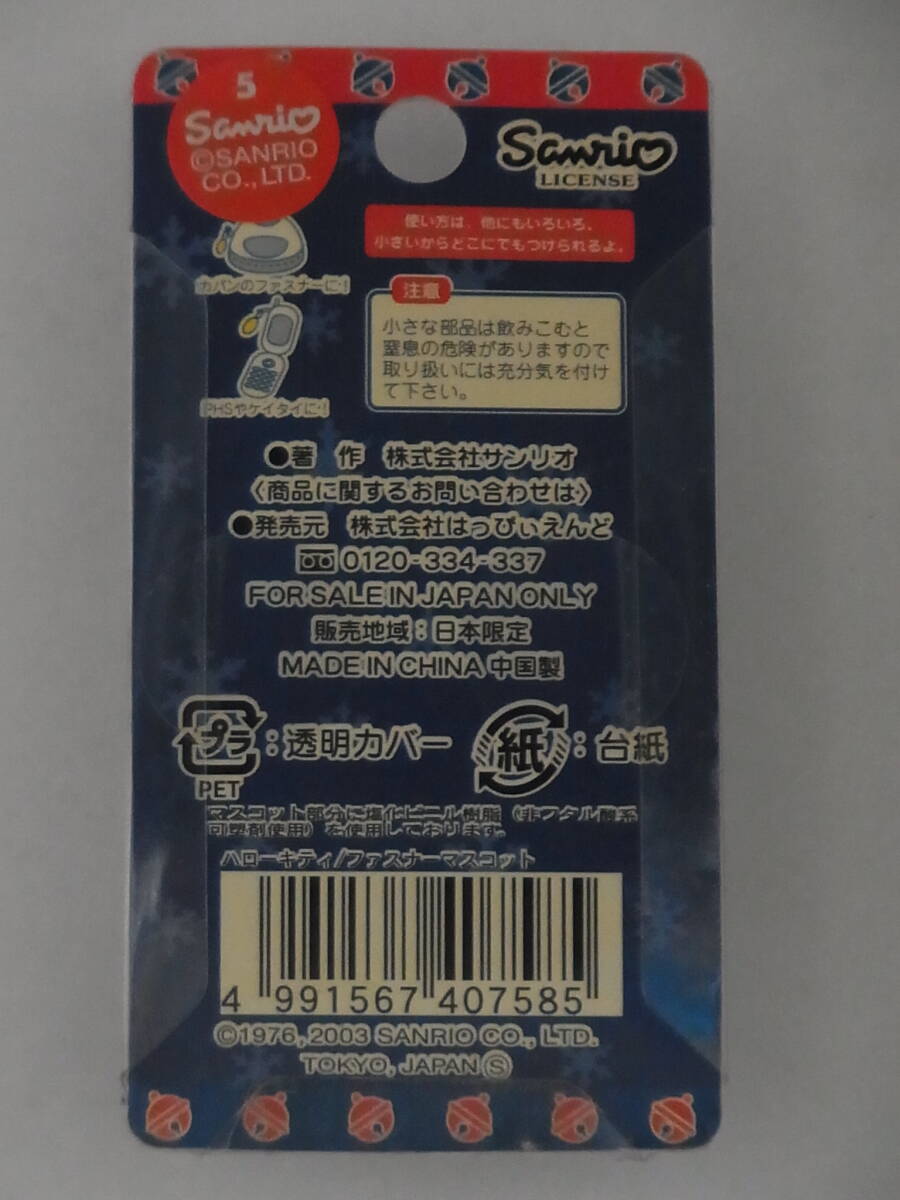 5
Sanrio
©SANRIO
CO., LTD.
Sanrio
LICENSE
使い方は、他にもいろいろ。
小さいからどこにでもつけられるよ。
カバンのファスナーに・!
PHSやケイタイに・!
注意
小さな部品は飲みこむと
窒息の危険がありますので
取り扱いには充分気を付け
て下さい。
●著 作 株式会社サンリオ
〈商品に関するお問い合わせは〉
●発売元 株式会社はっぴぃえんど
0120-334-337
FOR SALE IN JAPAN ONLY
販売地域：日本限定
MADE IN CHINA 中国製
プラ：透明カバー
PET
紙：台紙
マスコット部分に塩化ビニル樹脂（非フタル酸系
可塑剤使用）を使用しております。
ハローキティ/ファスナーマスコット
4 991567 407585
©1976, 2003 SANRIO CO., LTD.
TOKYO, JAPAN Ⓢ